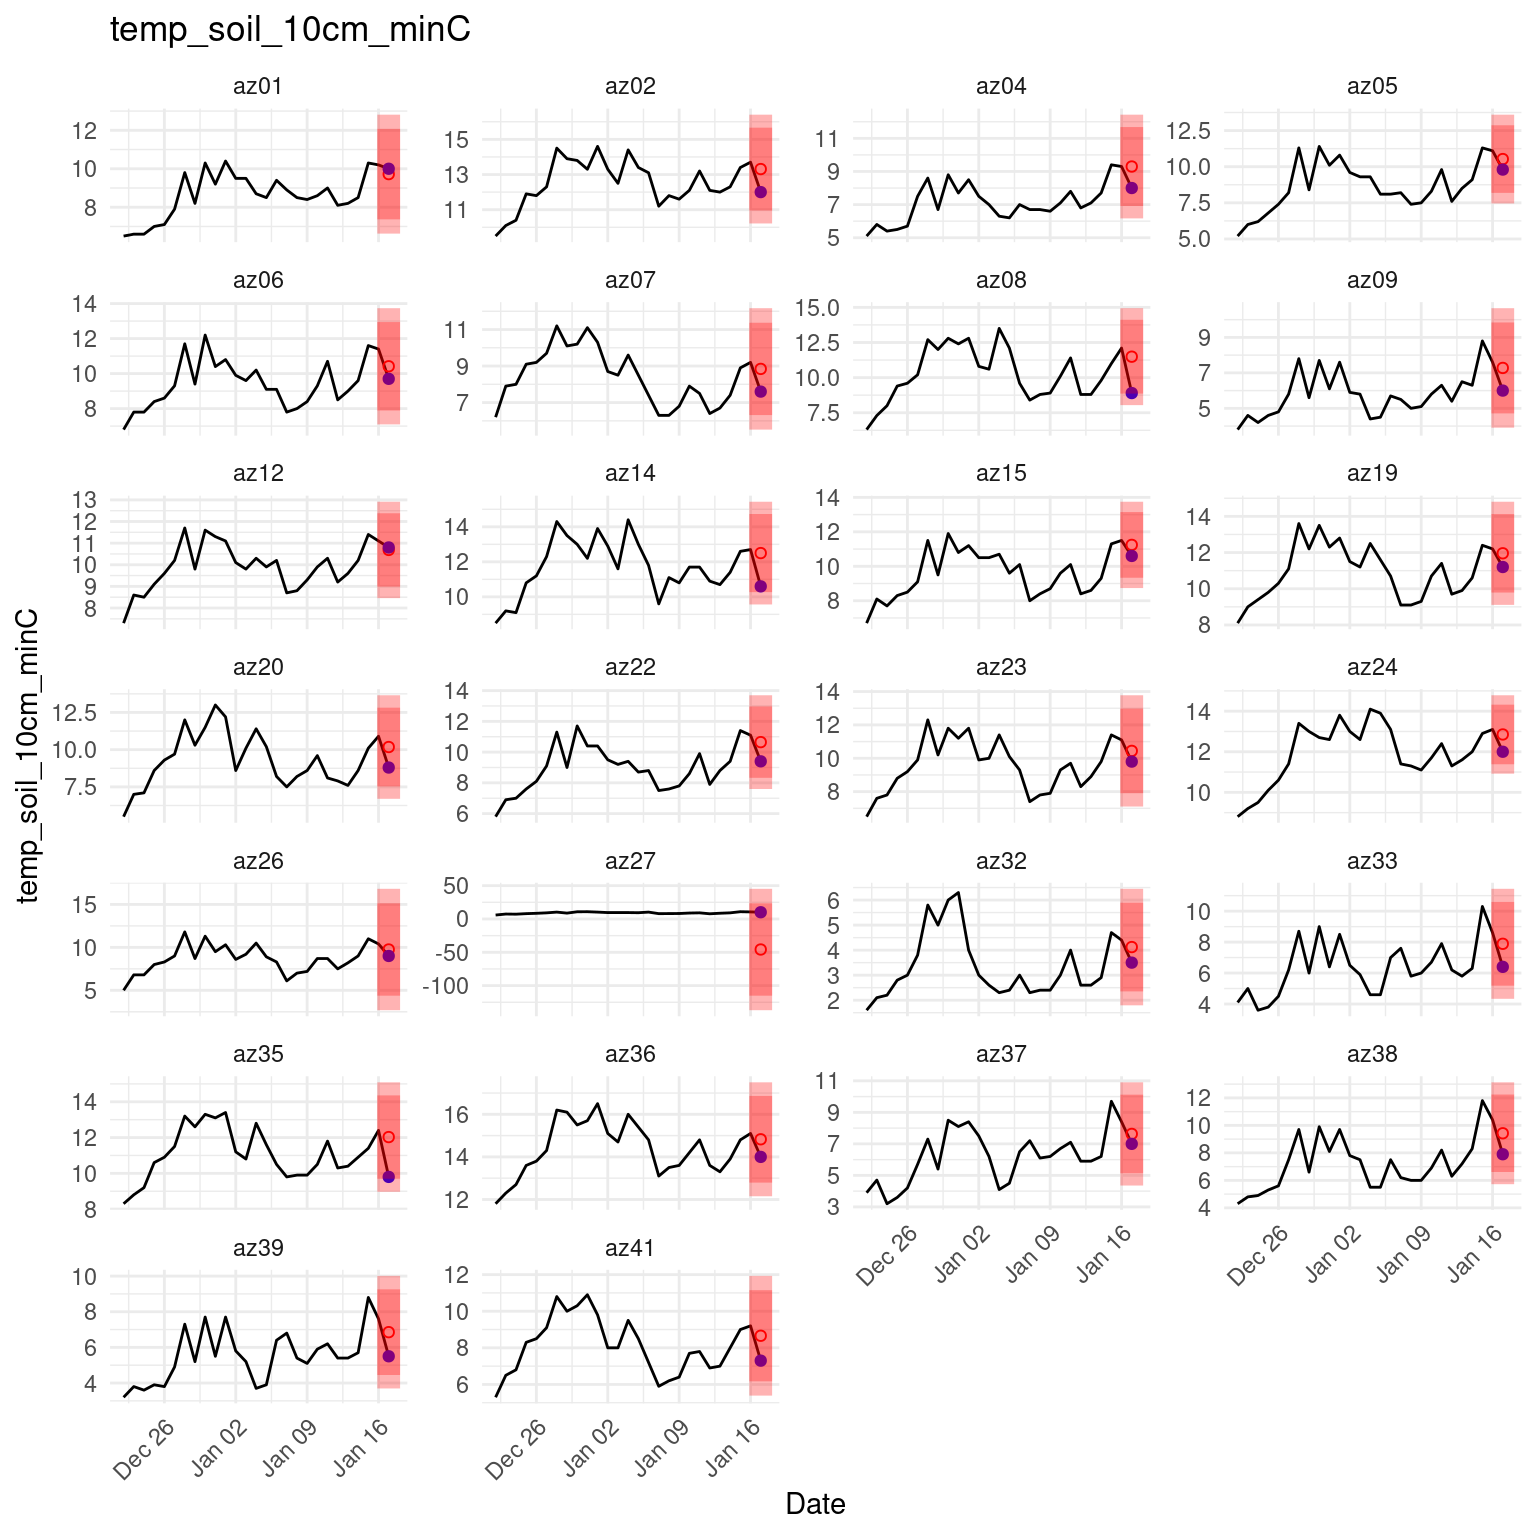 temp_soil_10cm_minC
az01 az02 az04 az05
12 10 8
15 13 11
11 9 7 5
12.5 10.0 7.5 5.0
az06 az07 az08 az09
14 12 10 8
11 9 7
15.0 12.5 10.0 7.5
9 7 5
az12 az14 az15 az19
13 12 11 10 9 8
14 12 10
14 12 10 8
14 12 10 8
az20 az22 az23 az24
12.5 10.0 7.5
14 12 10 8 6
14 12 10 8
14 12 10
az26 az27 az32 az33
15 10 5
50 0 -50 -100
6 5 4 3 2
10 8 6 4
az35 az36 az37 az38
14 12 10 8
16 14 12
11 9 7 5 3
12 10 8 6 4
Dec 26 Jan 02 Jan 09 Jan 16
Dec 26 Jan 02 Jan 09 Jan 16
az39 az41
10 8 6 4
12 10 8 6
Dec 26 Jan 02 Jan 09 Jan 16
Dec 26 Jan 02 Jan 09 Jan 16
temp_soil_10cm_minC
Date